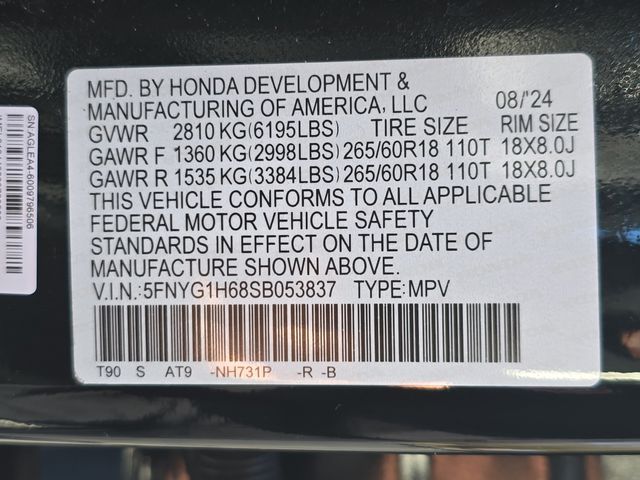 MFD. BY HONDA DEVELOPMENT &
MANUFACTURING OF AMERICA, LLC 08/'24
GVWR 2810 KG(6195LBS) TIRE SIZE RIM SIZE
GAWR F 1360 KG(2998LBS) 265/60R18 110T 18X8.0J
GAWR R 1535 KG(3384LBS) 265/60R18 110T 18X8.0J
THIS VEHICLE CONFORMS TO ALL APPLICABLE
FEDERAL MOTOR VEHICLE SAFETY
STANDARDS IN EFFECT ON THE DATE OF
MANUFACTURE SHOWN ABOVE.
V.I.N.:5FNYG1H68SB053837 TYPE:MPV
T90 S AT9 -NH731P -R -B
SN:AGLEA4-6009796506